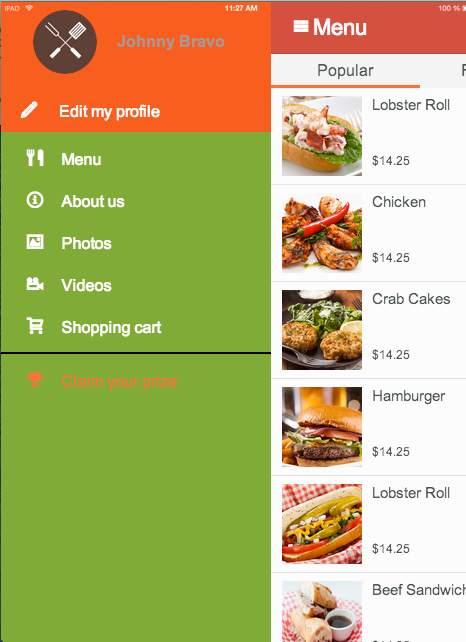 IPAD 11:27 AM 100 %
Johnny Bravo
Edit my profile
Menu
About us
Photos
Videos
Shopping cart
Claim your prize
Menu
Popular
Lobster Roll
$14.25
Chicken
$14.25
Crab Cakes
$14.25
Hamburger
$14.25
Lobster Roll
$14.25
Beef Sandwich